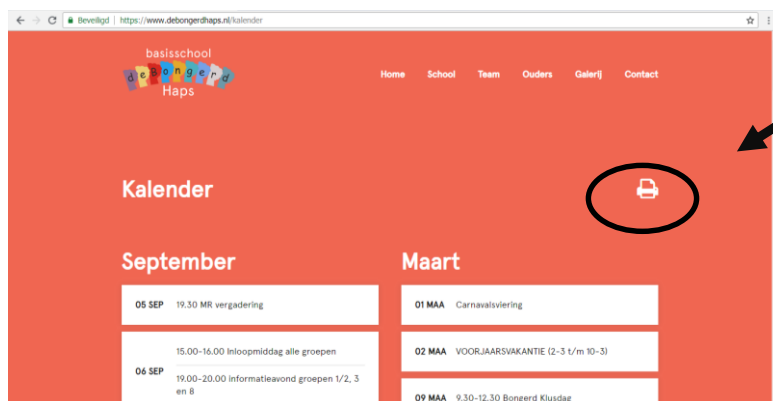 Beveiligd | https://www.debongerdhaps.nl/kalender
basisschool
deBongerd
Haps
Home School Team Ouders Galerij Contact
Kalender
September
05 SEP 19.30 MR vergadering
06 SEP 15.00-16.00 Inloopmiddag alle groepen
19.00-20.00 informatieavond groepen 1/2, 3
en 8
Maart
01 MAA Carnavalsviering
02 MAA VOORJAARSVAKANTIE (2-3 t/m 10-3)
09 MAA 9.30-12.30 Bongerd Klusdag